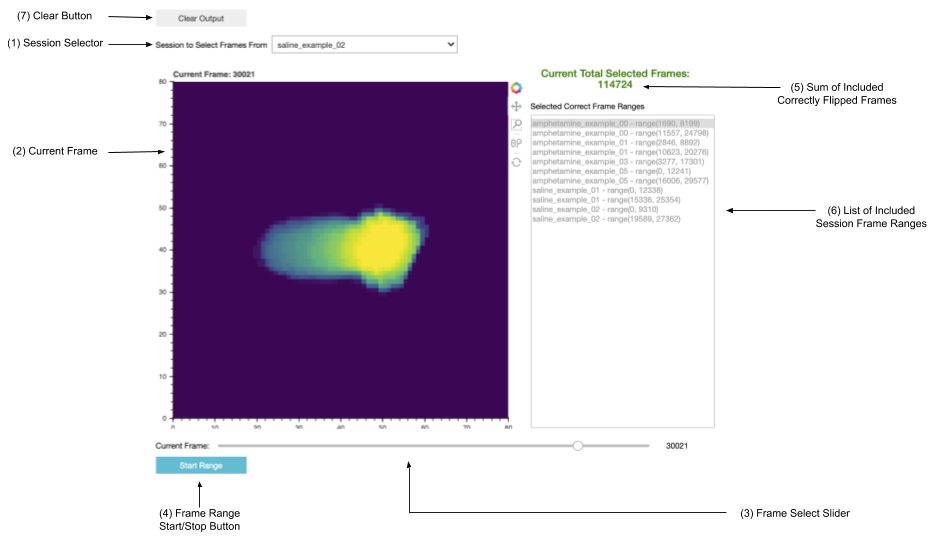 (7) Clear Button
Clear Output
(1) Session Selector
Session to Select Frames From
saline_example_02
Current Frame: 30021
Current Total Selected Frames:
114724
(5) Sum of Included
Correctly Flipped Frames
Selected Correct Frame Ranges
amphetamine_example_00 - range(1690, 8199)
amphetamine_example_00 - range(11557, 24798)
amphetamine_example_01 - range(2846, 8892)
amphetamine_example_01 - range(10623, 20276)
amphetamine_example_03 - range(3277, 17301)
amphetamine_example_05 - range(0, 12241)
amphetamine_example_05 - range(16006, 29577)
saline_example_01 - range(0, 12338)
saline_example_01 - range(15336, 25354)
saline_example_02 - range(0, 9310)
saline_example_02 - range(19589, 27362)
(2) Current Frame
(6) List of Included
Session Frame Ranges
80
70
60
50
40
30
20
10
0
0 10 20 30 40 50 60 70 80
Current Frame:
30021
Start Range
(4) Frame Range
Start/Stop Button
(3) Frame Select Slider